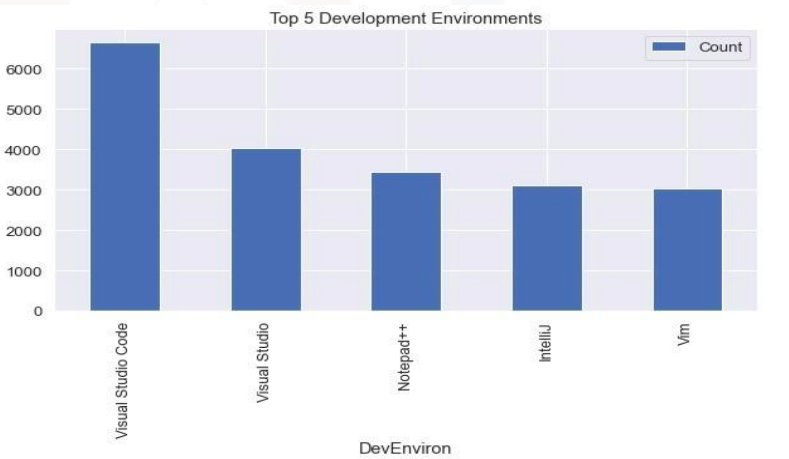 Top 5 Development Environments
Count
6000
5000
4000
3000
2000
1000
0
Visual Studio Code
Visual Studio
Notepad++
IntelliJ
Vim
DevEnviron